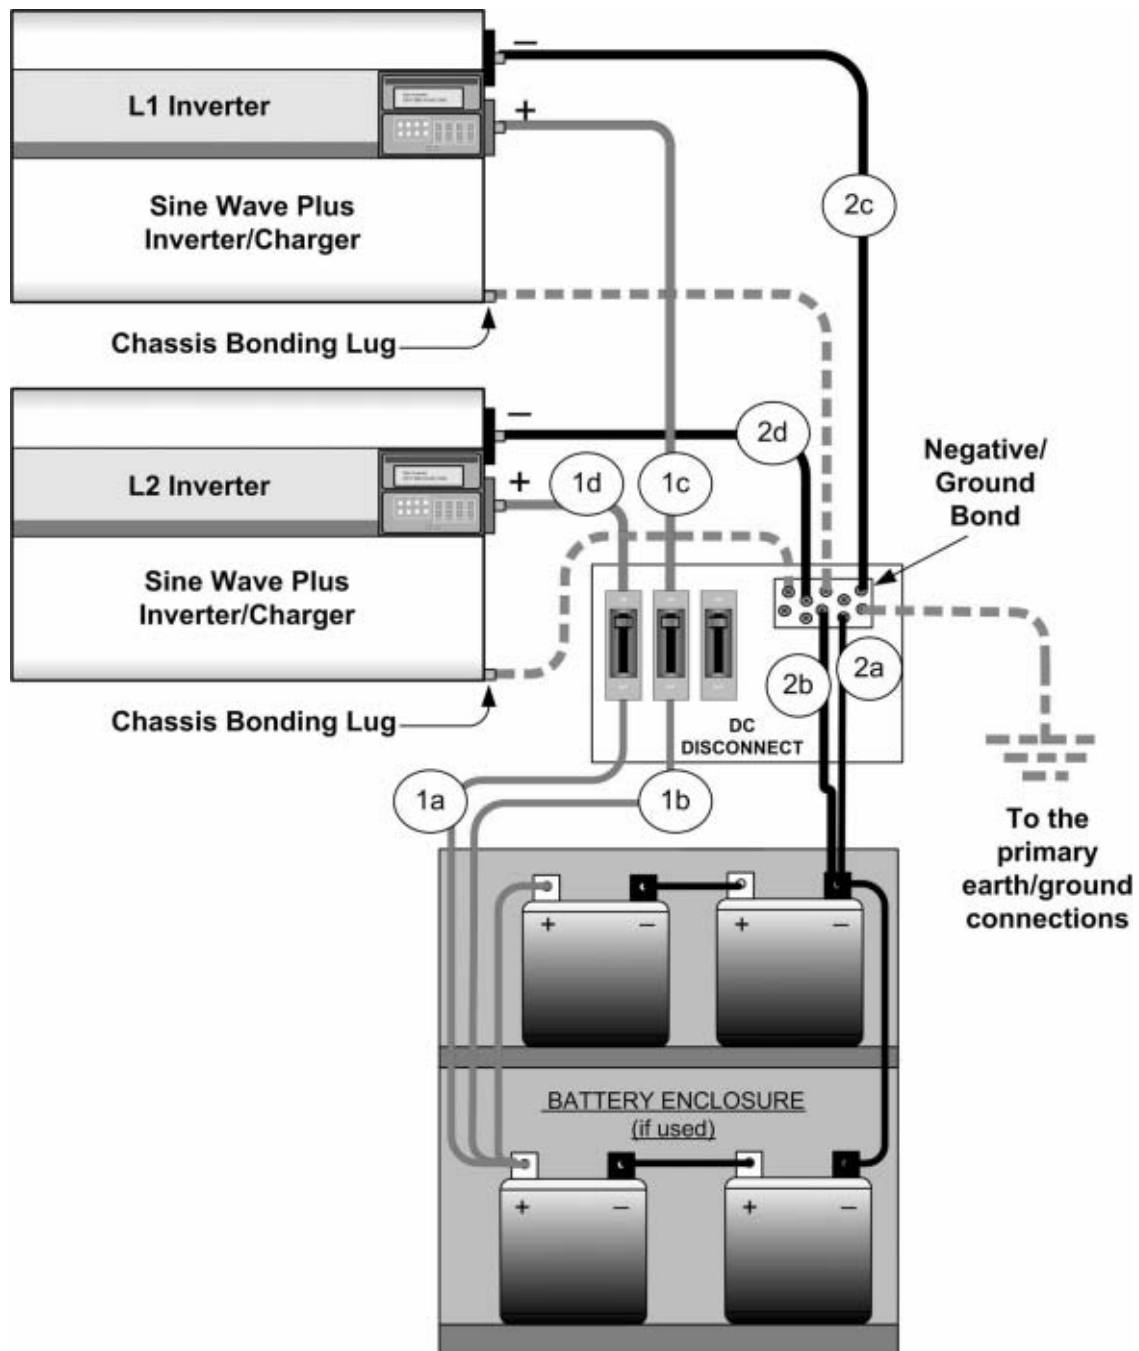 −
L1 Inverter
+
Sine Wave Plus
Inverter/Charger
2c
Chassis Bonding Lug
−
2d
L2 Inverter
+
1d
1c
Negative/
Ground
Bond
Sine Wave Plus
Inverter/Charger
2b
2a
Chassis Bonding Lug
DC
DISCONNECT
1a
1b
To the
primary
earth/ground
connections
+ −
+ −
BATTERY ENCLOSURE
(if used)
+ −
+ −